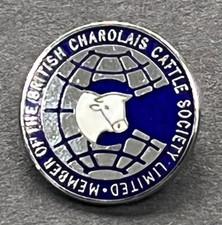 MEMBER OF THE BRITISH CHAROLAIS CATTLE SOCIETY LIMITED •